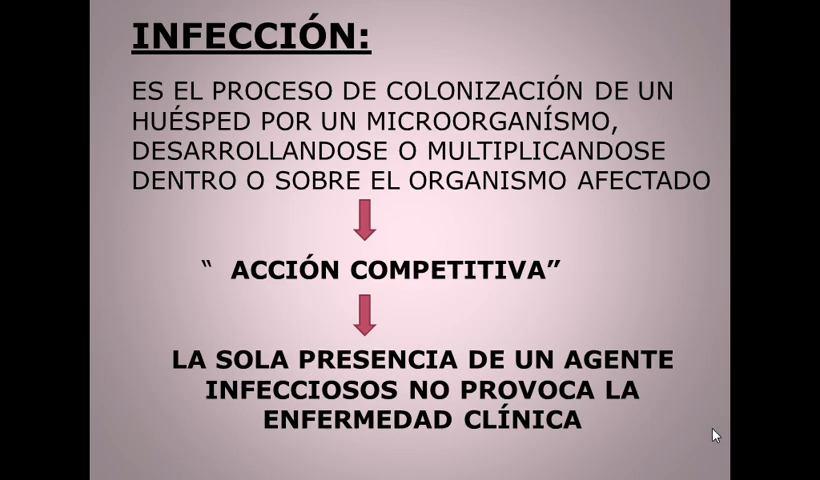 INFECCIÓN:
ES EL PROCESO DE COLONIZACIÓN DE UN
HUÉSPED POR UN MICROORGANÍSMO,
DESARROLLANDOSE O MULTIPLICANDOSE
DENTRO O SOBRE EL ORGANISMO AFECTADO
“ ACCIÓN COMPETITIVA”
LA SOLA PRESENCIA DE UN AGENTE
INFECCIOSOS NO PROVOCA LA
ENFERMEDAD CLÍNICA